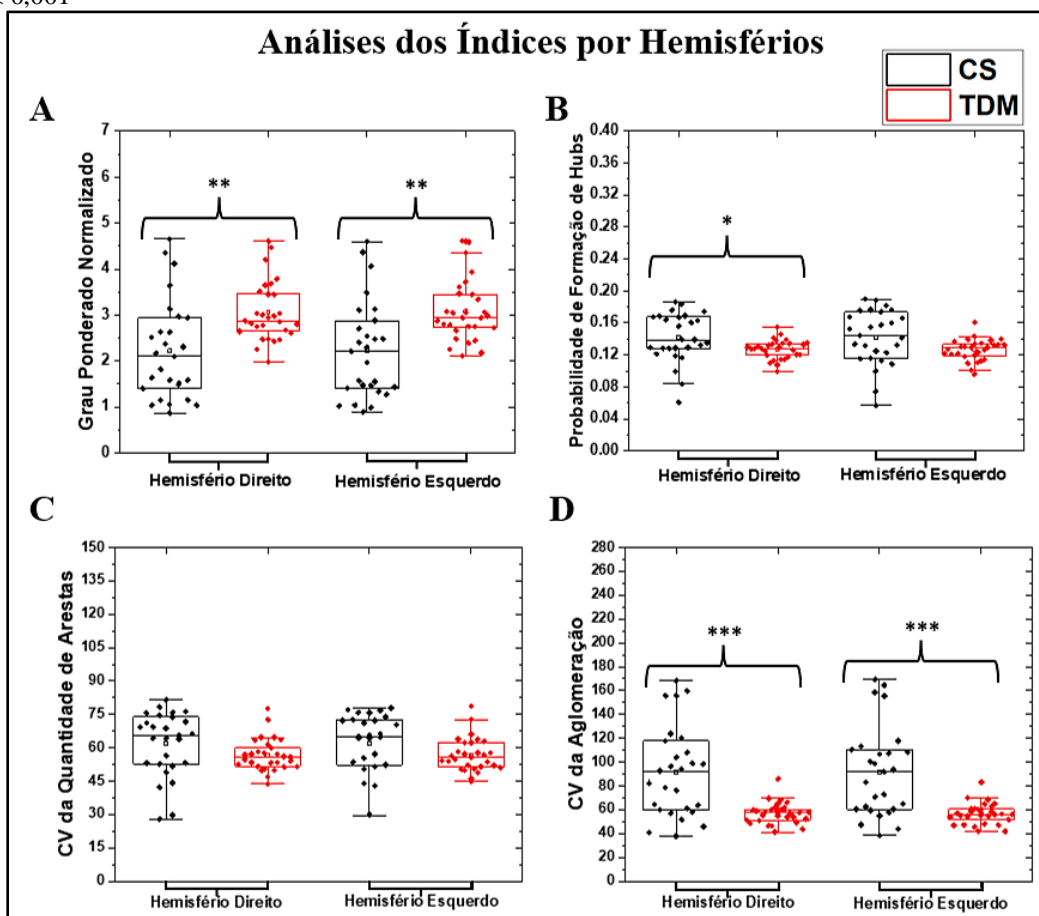 0,001
Análises dos Índices por Hemisférios
CS
TDM
A
Grau Ponderado Normalizado
7
6
5
4
3
2
1
0
**
**
Hemisfério Direito
Hemisfério Esquerdo
B
Probabilidade de Formação de Hubs
0.40
0.36
0.32
0.28
0.24
0.20
0.16
0.12
0.08
0.04
0.00
*
Hemisfério Direito
Hemisfério Esquerdo
C
CV da Quantidade de Arestas
150
135
120
105
90
75
60
45
30
15
0
Hemisfério Direito
Hemisfério Esquerdo
D
CV da Aglomeração
280
260
240
220
200
180
160
140
120
100
80
60
40
20
0
***
***
Hemisfério Direito
Hemisfério Esquerdo